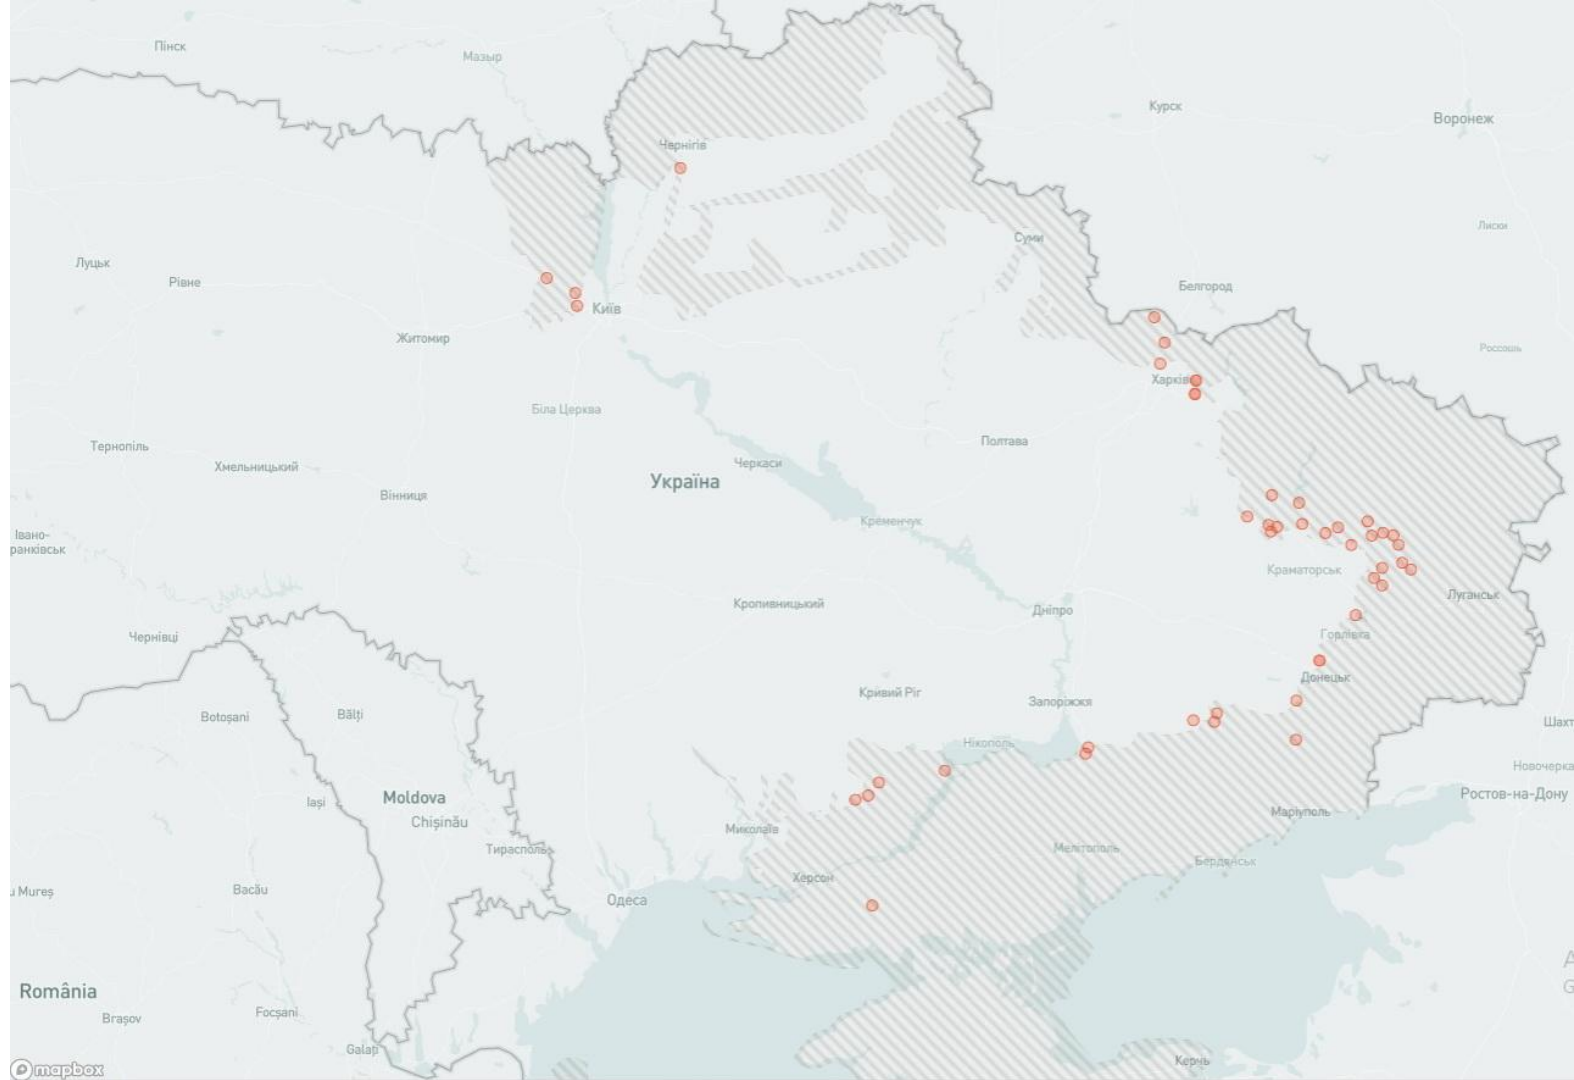 Пінск
Мазыр
Курск
Воронеж
Чернігів
Лиски
Суми
Луцьк
Рівне
Белгород
Київ
Житомир
Россошь
Харків
Біла Церква
Тернопіль
Полтава
Хмельницький
Черкаси
Україна
Вінниця
Кременчук
Івано-
ранківськ
Краматорськ
Луганськ
Кропивницький
Дніпро
Чернівці
Горлівка
Донецьк
Кривий Ріг
Запоріжжя
Botoșani
Bălți
Шахт
Нікополь
Новочерка
Ростов-на-Дону
Moldova
Iași
Chișinău
Маріуполь
Миколаїв
Тирасполь
Мелітополь
Бердянськ
Херсон
u Mureș
Bacău
Одеса
A
G
România
Focșani
Brașov
Galați
Керчь
mapbox